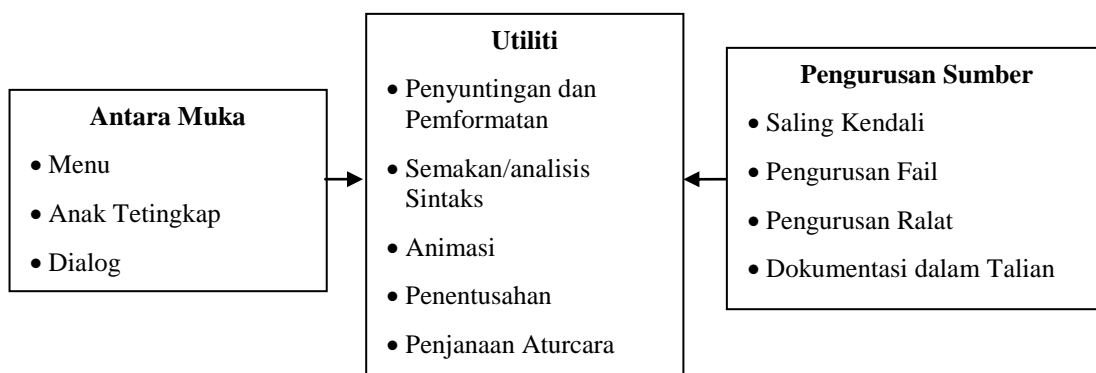 Antara Muka
• Menu
• Anak Tetingkap
• Dialog
Utiliti
• Penyuntingan dan
Pemformatan
• Semakan/analisis
Sintaks
• Animasi
• Penentusahan
• Penjanaan Aturcara
Pengurusan Sumber
• Saling Kendali
• Pengurusan Fail
• Pengurusan Ralat
• Dokumentasi dalam Talian